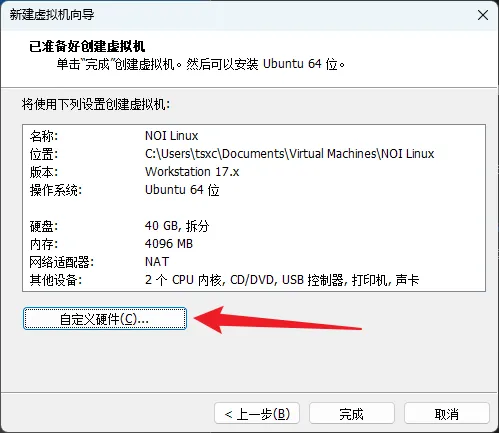 新建虚拟机向导
已准备好创建虚拟机
单击“完成”创建虚拟机。然后可以安装 Ubuntu 64 位。
将使用下列设置创建虚拟机:
名称: NOI Linux
位置: C:\Users\tsxc\Documents\Virtual Machines\NOI Linux
版本: Workstation 17.x
操作系统: Ubuntu 64 位
硬盘: 40 GB, 拆分
内存: 4096 MB
网络适配器: NAT
其他设备: 2 个 CPU 内核, CD/DVD, USB 控制器, 打印机, 声卡
自定义硬件(C)...
< 上一步(B) 完成 取消